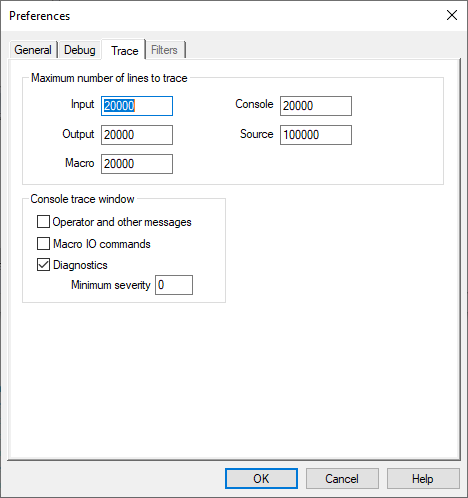 Preferences
General Debug Trace Filters
Maximum number of lines to trace
Input 20000 Console 20000
Output 20000 Source 100000
Macro 20000
Console trace window
Operator and other messages
Macro IO commands
Diagnostics
Minimum severity 0
OK Cancel Help